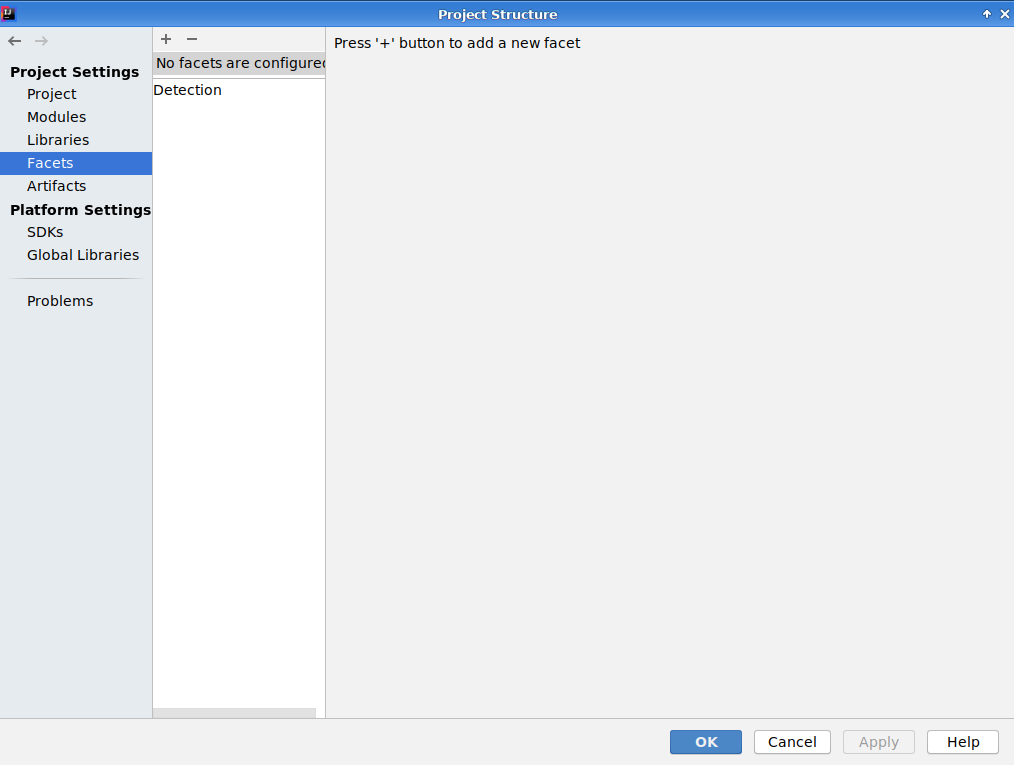 Project Structure
Project Settings
Project
Modules
Libraries
Facets
Artifacts
Platform Settings
SDKs
Global Libraries
Problems
No facets are configured
Detection
Press '+' button to add a new facet
OK
Cancel
Apply
Help